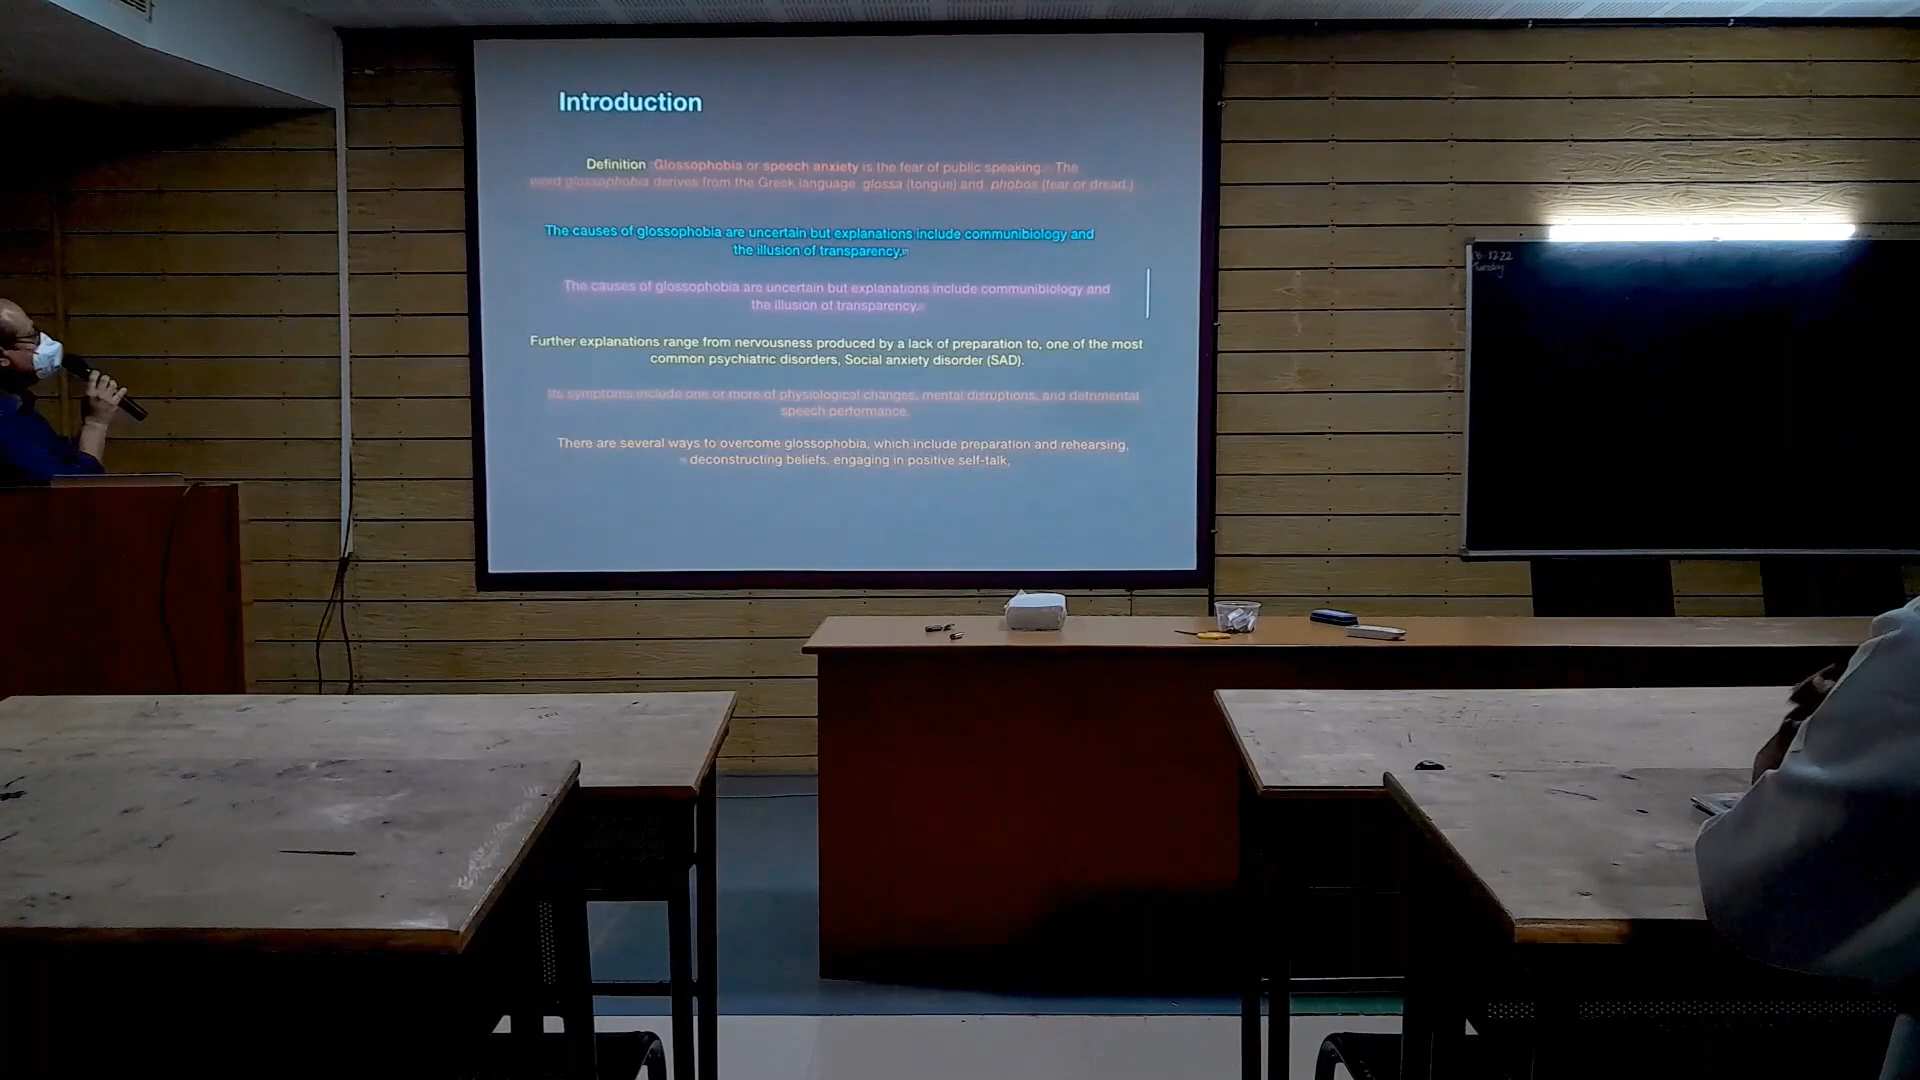 Introduction
Definition :Glossophobia or speech anxiety is the fear of public speaking. The
word glossophobia derives from the Greek language glossa (tongue) and phobos (fear or dread.)
The causes of glossophobia are uncertain but explanations include communibiology and
the illusion of transparency.
The causes of glossophobia are uncertain but explanations include communibiology and
the illusion of transparency.
Further explanations range from nervousness produced by a lack of preparation to, one of the most
common psychiatric disorders, Social anxiety disorder (SAD).
Its symptoms include one or more of physiological changes, mental disruptions, and detrimental
speech performance.
There are several ways to overcome glossophobia, which include preparation and rehearsing,
deconstructing beliefs, engaging in positive self-talk,
06.12.22
Tuesday